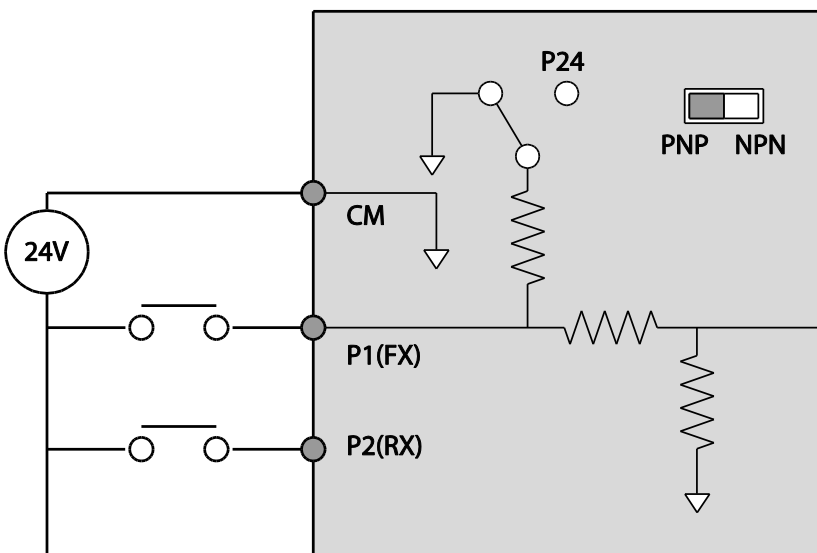 P24
PNP NPN
CM
24V
P1(FX)
P2(RX)